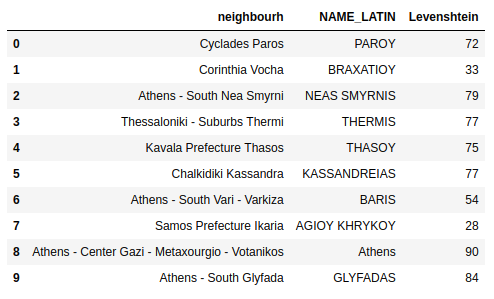 neighbourh NAME_LATIN Levenshtein
0 Cyclades Paros PAROY 72
1 Corinthia Vocha BRAXATIOY 33
2 Athens - South Nea Smyrni NEAS SMYRNIS 79
3 Thessaloniki - Suburbs Thermi THERMIS 77
4 Kavala Prefecture Thasos THASOY 75
5 Chalkidiki Kassandra KASSANDREIAS 77
6 Athens - South Vari - Varkiza BARIS 54
7 Samos Prefecture Ikaria AGIOY KHRYKOY 28
8 Athens - Center Gazi - Metaxourgio - Votanikos Athens 90
9 Athens - South Glyfada GLYFADAS 84